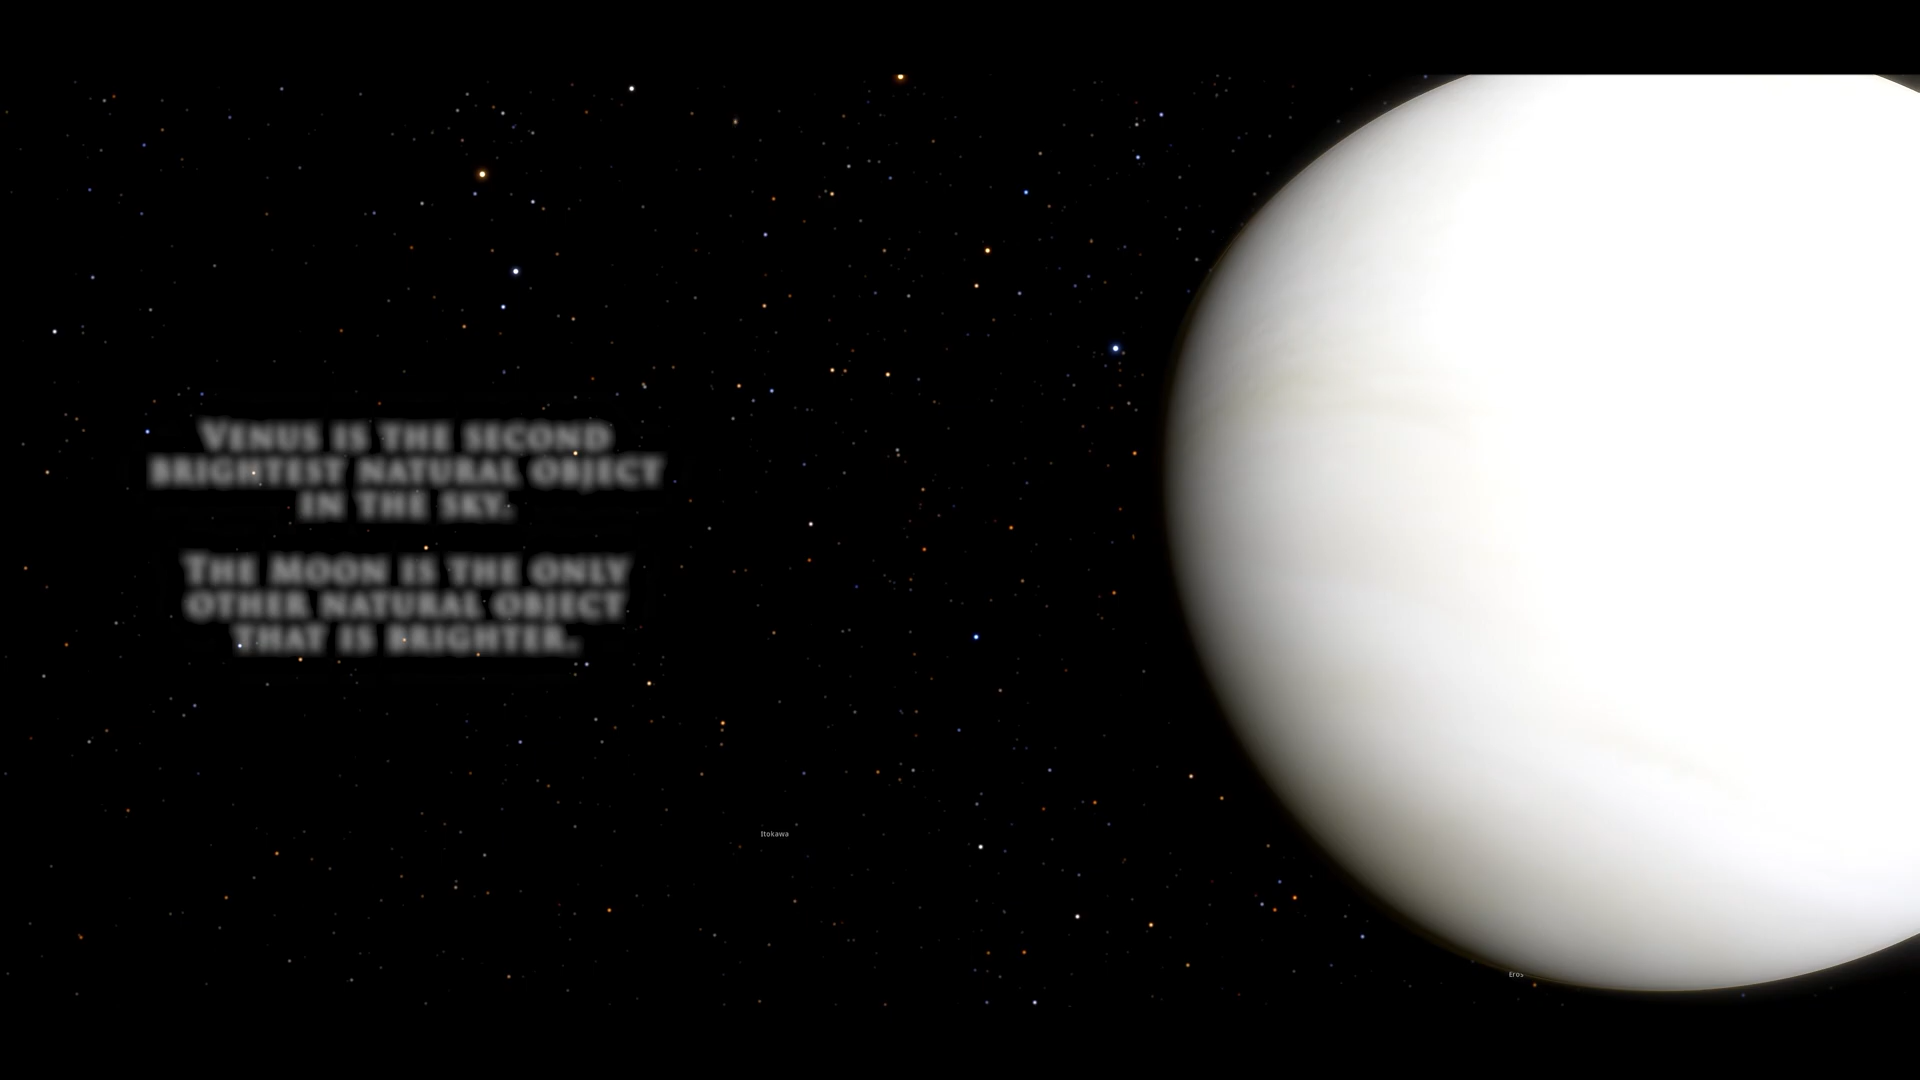 Venus is the second
brightest natural object
in the sky.
The Moon is the only
other natural object
that is brighter.
Itokawa
Eros